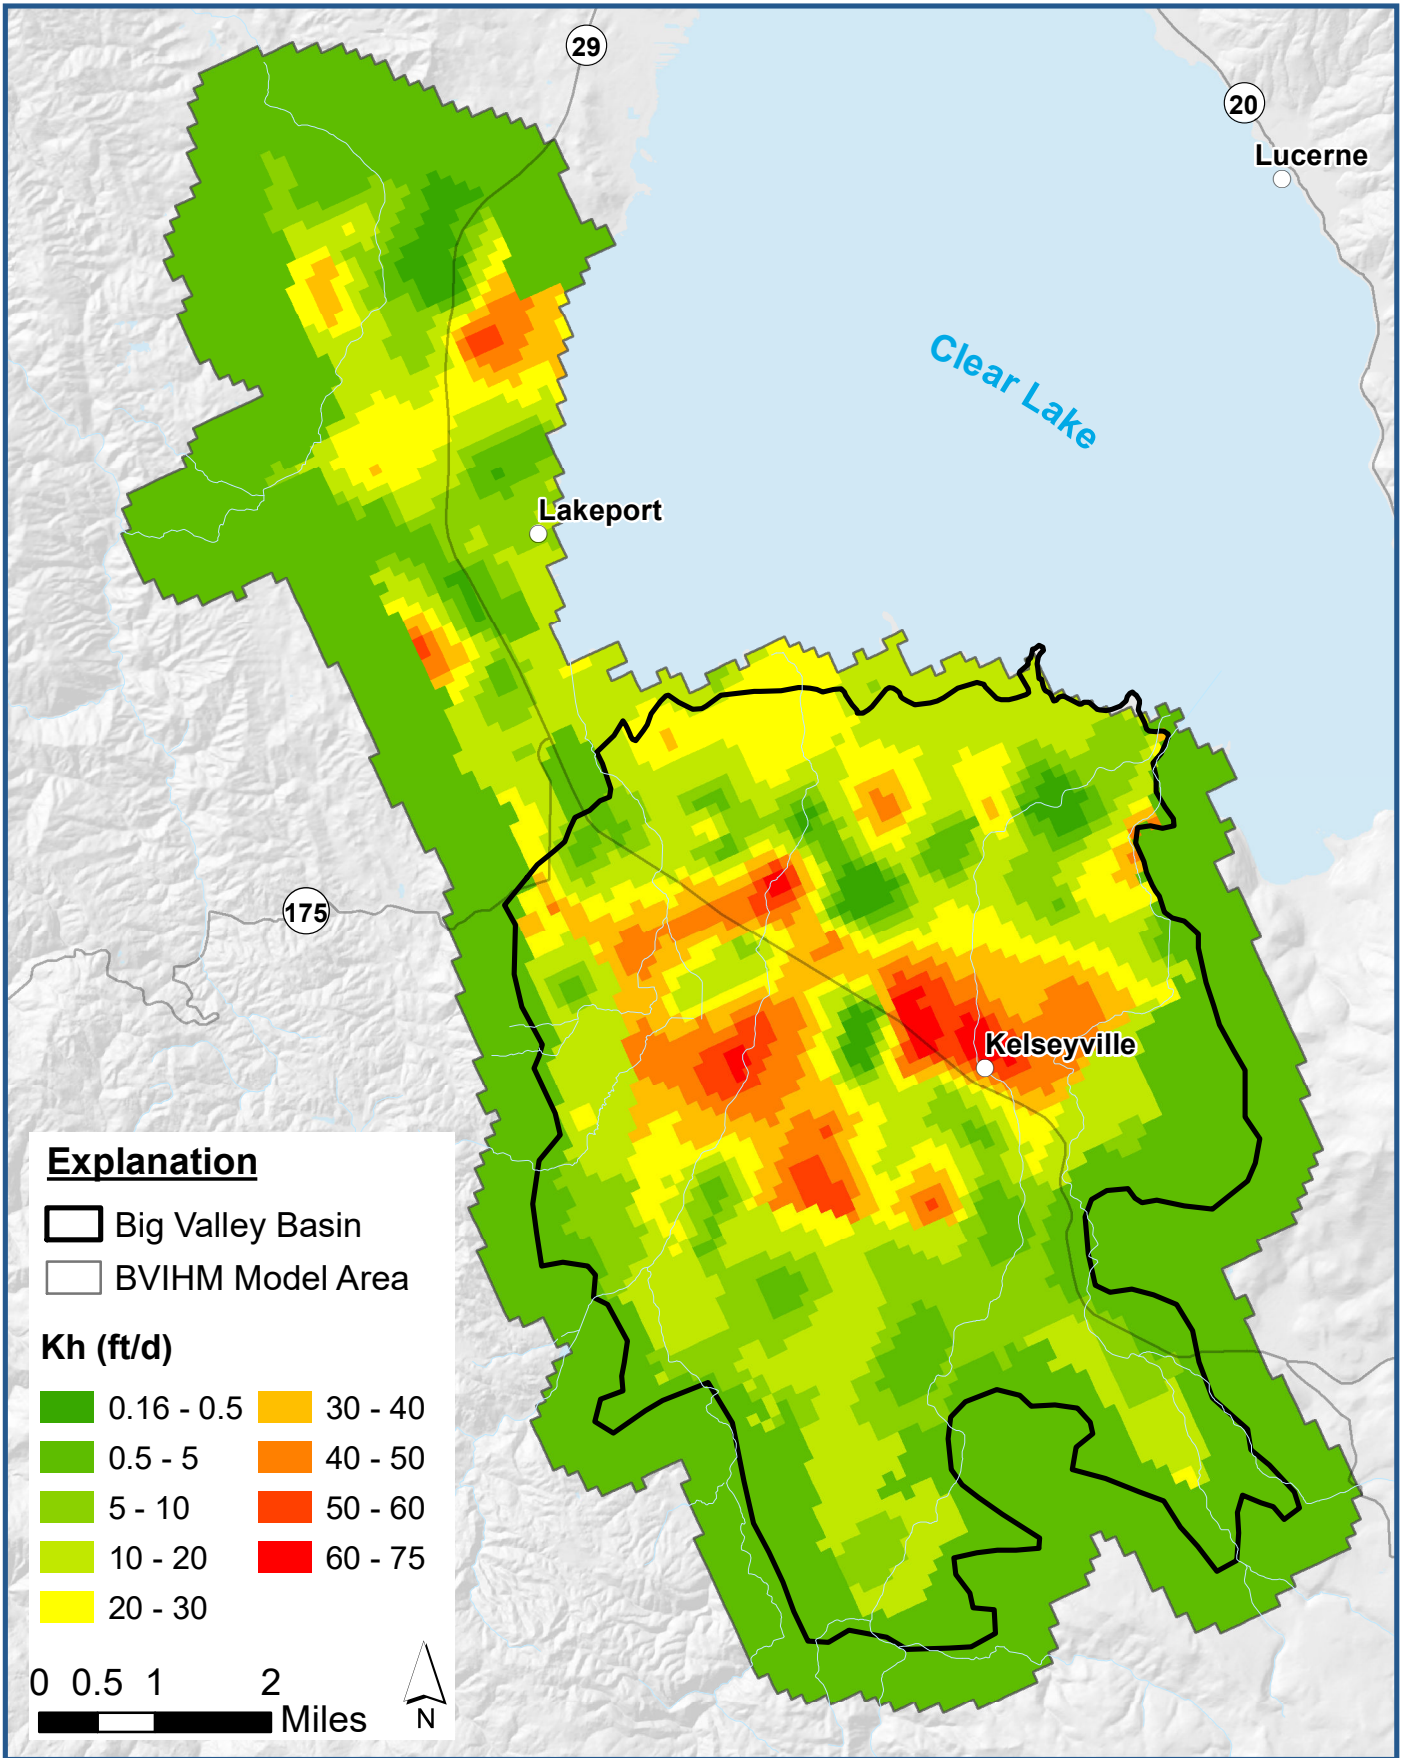 29
20
Lucerne
Clear Lake
Lakeport
175
Kelseyville
Explanation
Big Valley Basin
BVIHM Model Area
Kh (ft/d)
0.16 - 0.5
0.5 - 5
5 - 10
10 - 20
20 - 30
30 - 40
40 - 50
50 - 60
60 - 75
0 0.5 1 2
Miles
N